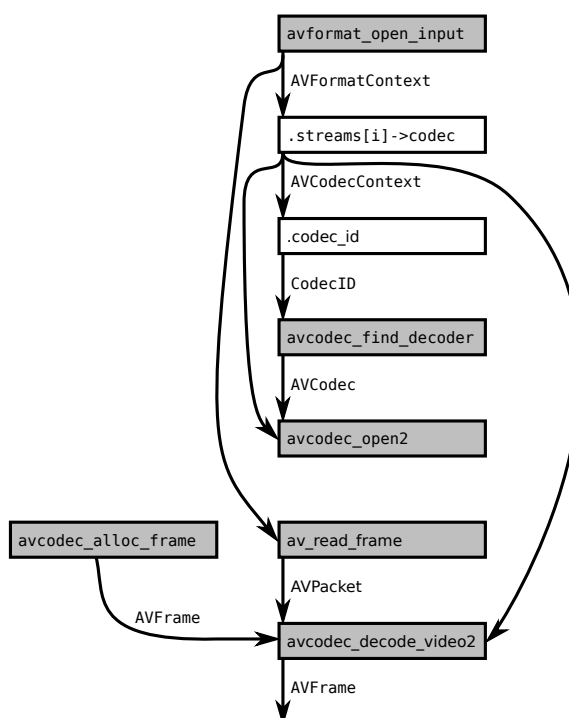 avformat_open_input
AVFormatContext
.streams[i]->codec
AVCodecContext
.codec_id
CodecID
avcodec_find_decoder
AVCodec
avcodec_open2
avcodec_alloc_frame
av_read_frame
AVPacket
AVFrame
avcodec_decode_video2
AVFrame